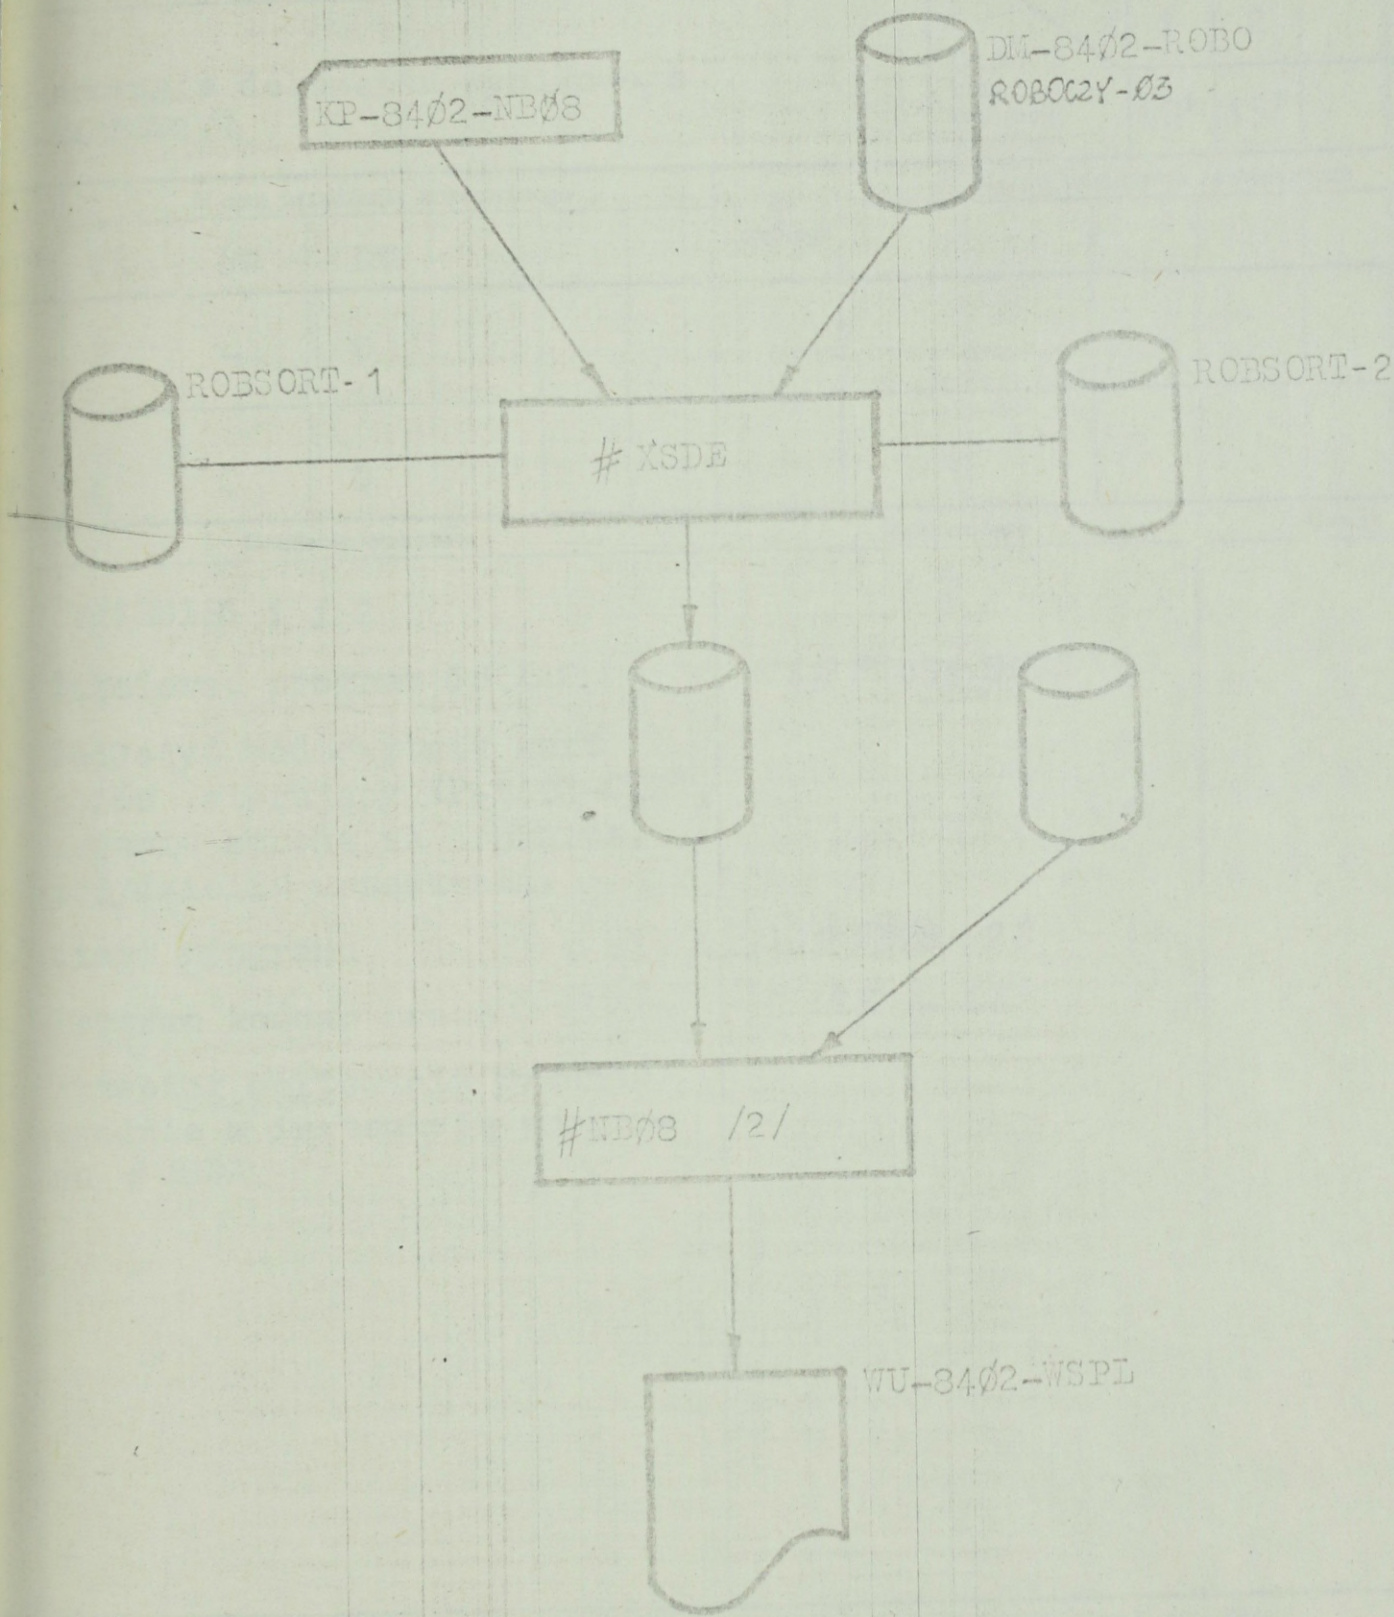 DM-84Ø2-ROBO
ROBOCZY-Ø3
KP-84Ø2-NBØ8
ROBSORT-1
ROBSORT-2
# XSDE
#NBØ8 /2/
WU-84Ø2-WSPL